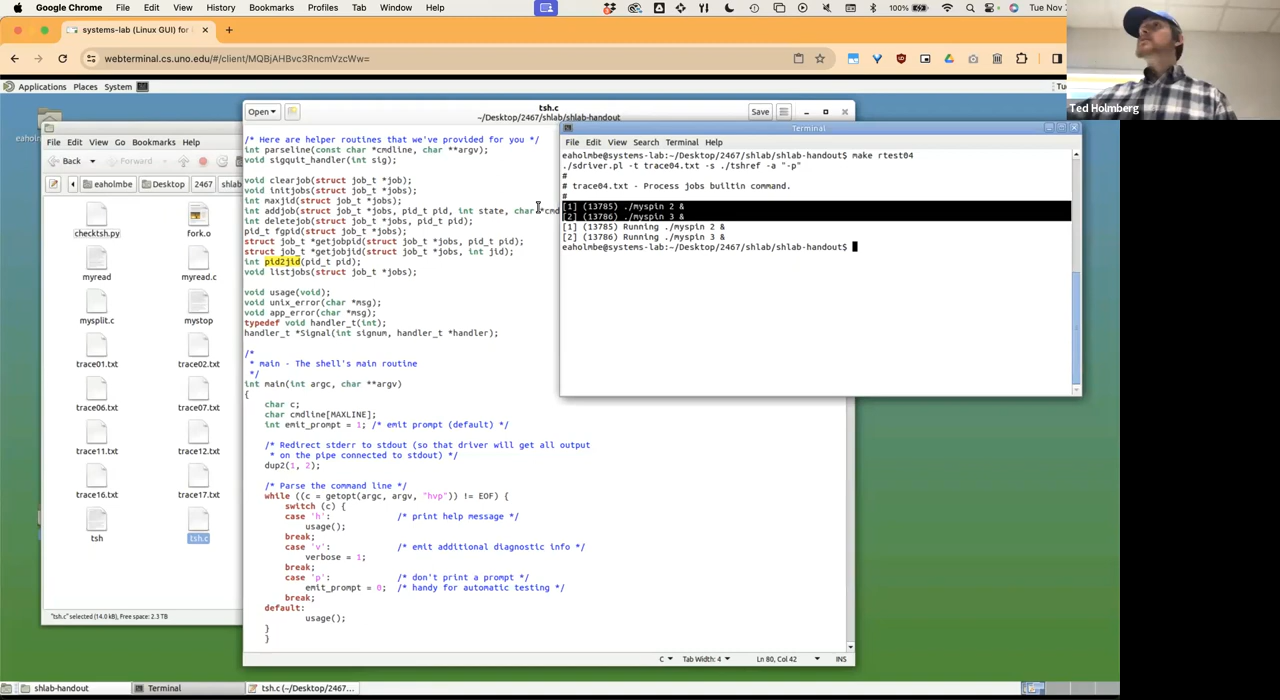 Google Chrome File Edit View History Bookmarks Profiles Tab Window Help 100% Tue Nov
systems-lab (Linux GUI) for
webterminal.cs.uno.edu/#/client/MQBjAHBvc3RncmVzcWw=
Ted Holmberg
Applications Places System
File Edit View Go Bookmarks Help
Back Forward
eaholmbe Desktop 2467 shlab
checktsh.py fork.o
myread myread.c
mysplit.c mystop
trace01.txt trace02.txt
trace06.txt trace07.txt
trace11.txt trace12.txt
trace16.txt trace17.txt
tsh tsh.c
"tsh.c" selected (14.0 kB), Free space: 2.3 TB
Open tsh.c Save
~/Desktop/2467/shlab/shlab-handout
/* Here are helper routines that we've provided for you */
int parseline(const char *cmdline, char **argv);
void sigquit_handler(int sig);
void clearjob(struct job_t *job);
void initjobs(struct job_t *jobs);
int maxjid(struct job_t *jobs);
int addjob(struct job_t *jobs, pid_t pid, int state, char *cmd
int deletejob(struct job_t *jobs, pid_t pid);
pid_t fgpid(struct job_t *jobs);
struct job_t *getjobpid(struct job_t *jobs, pid_t pid);
struct job_t *getjobjid(struct job_t *jobs, int jid);
int pid2jid(pid_t pid);
void listjobs(struct job_t *jobs);
void usage(void);
void unix_error(char *msg);
void app_error(char *msg);
typedef void handler_t(int);
handler_t *Signal(int signum, handler_t *handler);
/*
* main - The shell's main routine
*/
int main(int argc, char **argv)
{
char c;
char cmdline[MAXLINE];
int emit_prompt = 1; /* emit prompt (default) */
/* Redirect stderr to stdout (so that driver will get all output
* on the pipe connected to stdout) */
dup2(1, 2);
/* Parse the command line */
while ((c = getopt(argc, argv, "hvp")) != EOF) {
switch (c) {
case 'h': /* print help message */
usage();
break;
case 'v': /* emit additional diagnostic info */
verbose = 1;
break;
case 'p': /* don't print a prompt */
emit_prompt = 0; /* handy for automatic testing */
break;
default:
usage();
}
}
C Tab Width: 4 Ln 80, Col 42 INS
Terminal
File Edit View Search Terminal Help
eaholmbe@systems-lab:~/Desktop/2467/shlab/shlab-handout$ make rtest04
./sdriver.pl -t trace04.txt -s ./tshref -a "-p"
#
# trace04.txt - Process jobs builtin command.
#
[1] (13785) ./myspin 2 &
[2] (13786) ./myspin 3 &
[1] (13785) Running ./myspin 2 &
[2] (13786) Running ./myspin 3 &
eaholmbe@systems-lab:~/Desktop/2467/shlab/shlab-handout$
shlab-handout Terminal tsh.c (~/Desktop/2467...